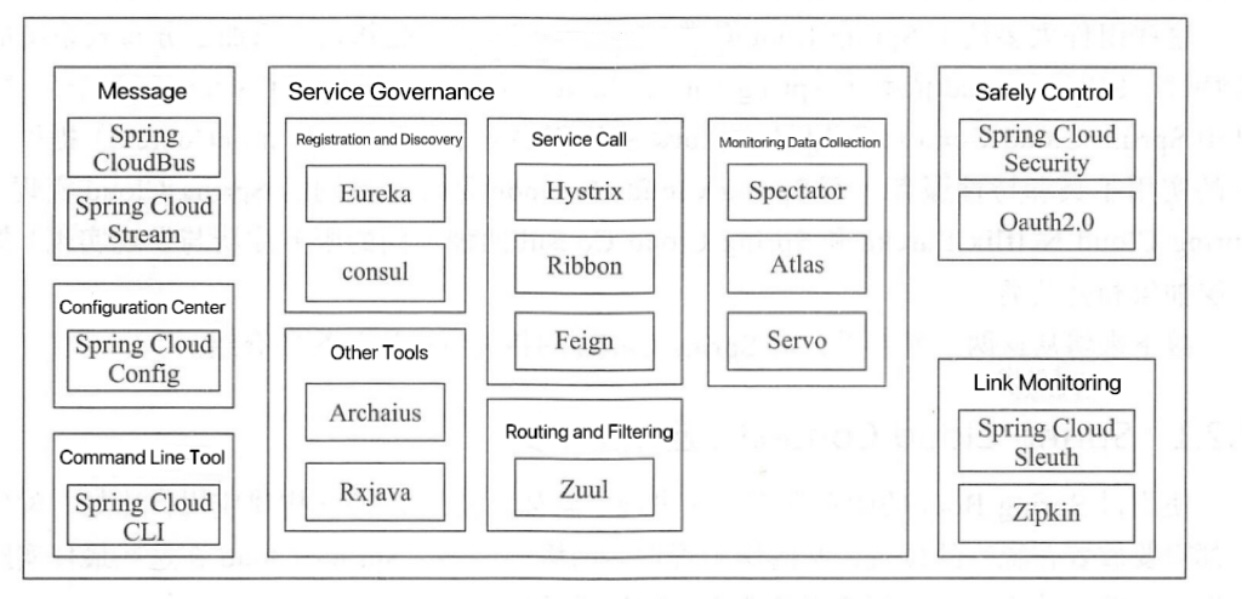 Message
Spring
CloudBus
Spring Cloud
Stream
Configuration Center
Spring Cloud
Config
Command Line Tool
Spring Cloud
CLI
Service Governance
Registration and Discovery
Eureka
consul
Other Tools
Archaius
Rxjava
Service Call
Hystrix
Ribbon
Feign
Routing and Filtering
Zuul
Monitoring Data Collection
Spectator
Atlas
Servo
Safely Control
Spring Cloud
Security
Oauth2.0
Link Monitoring
Spring Cloud
Sleuth
Zipkin